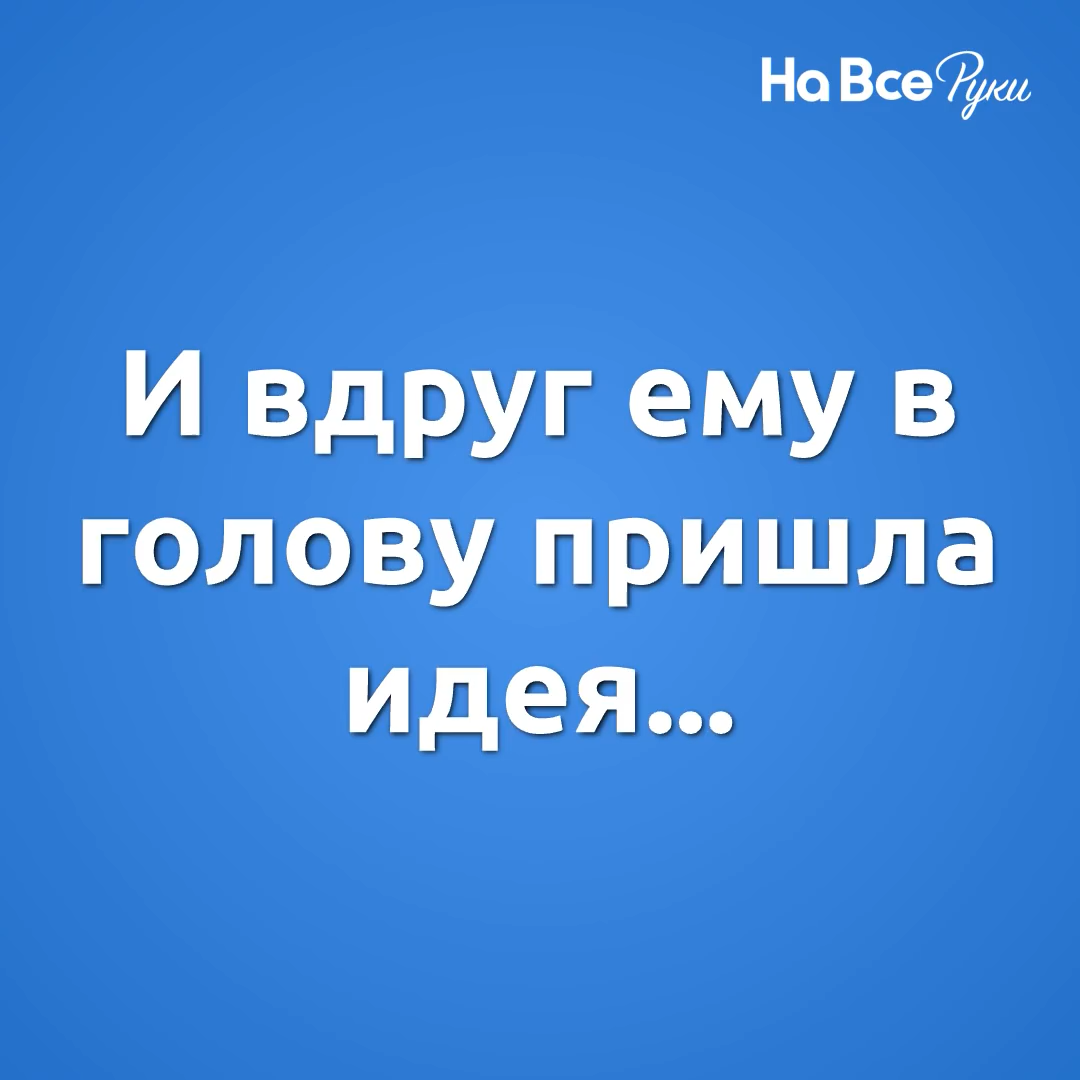 На Все Руки
И вдруг ему в
голову пришла
идея...